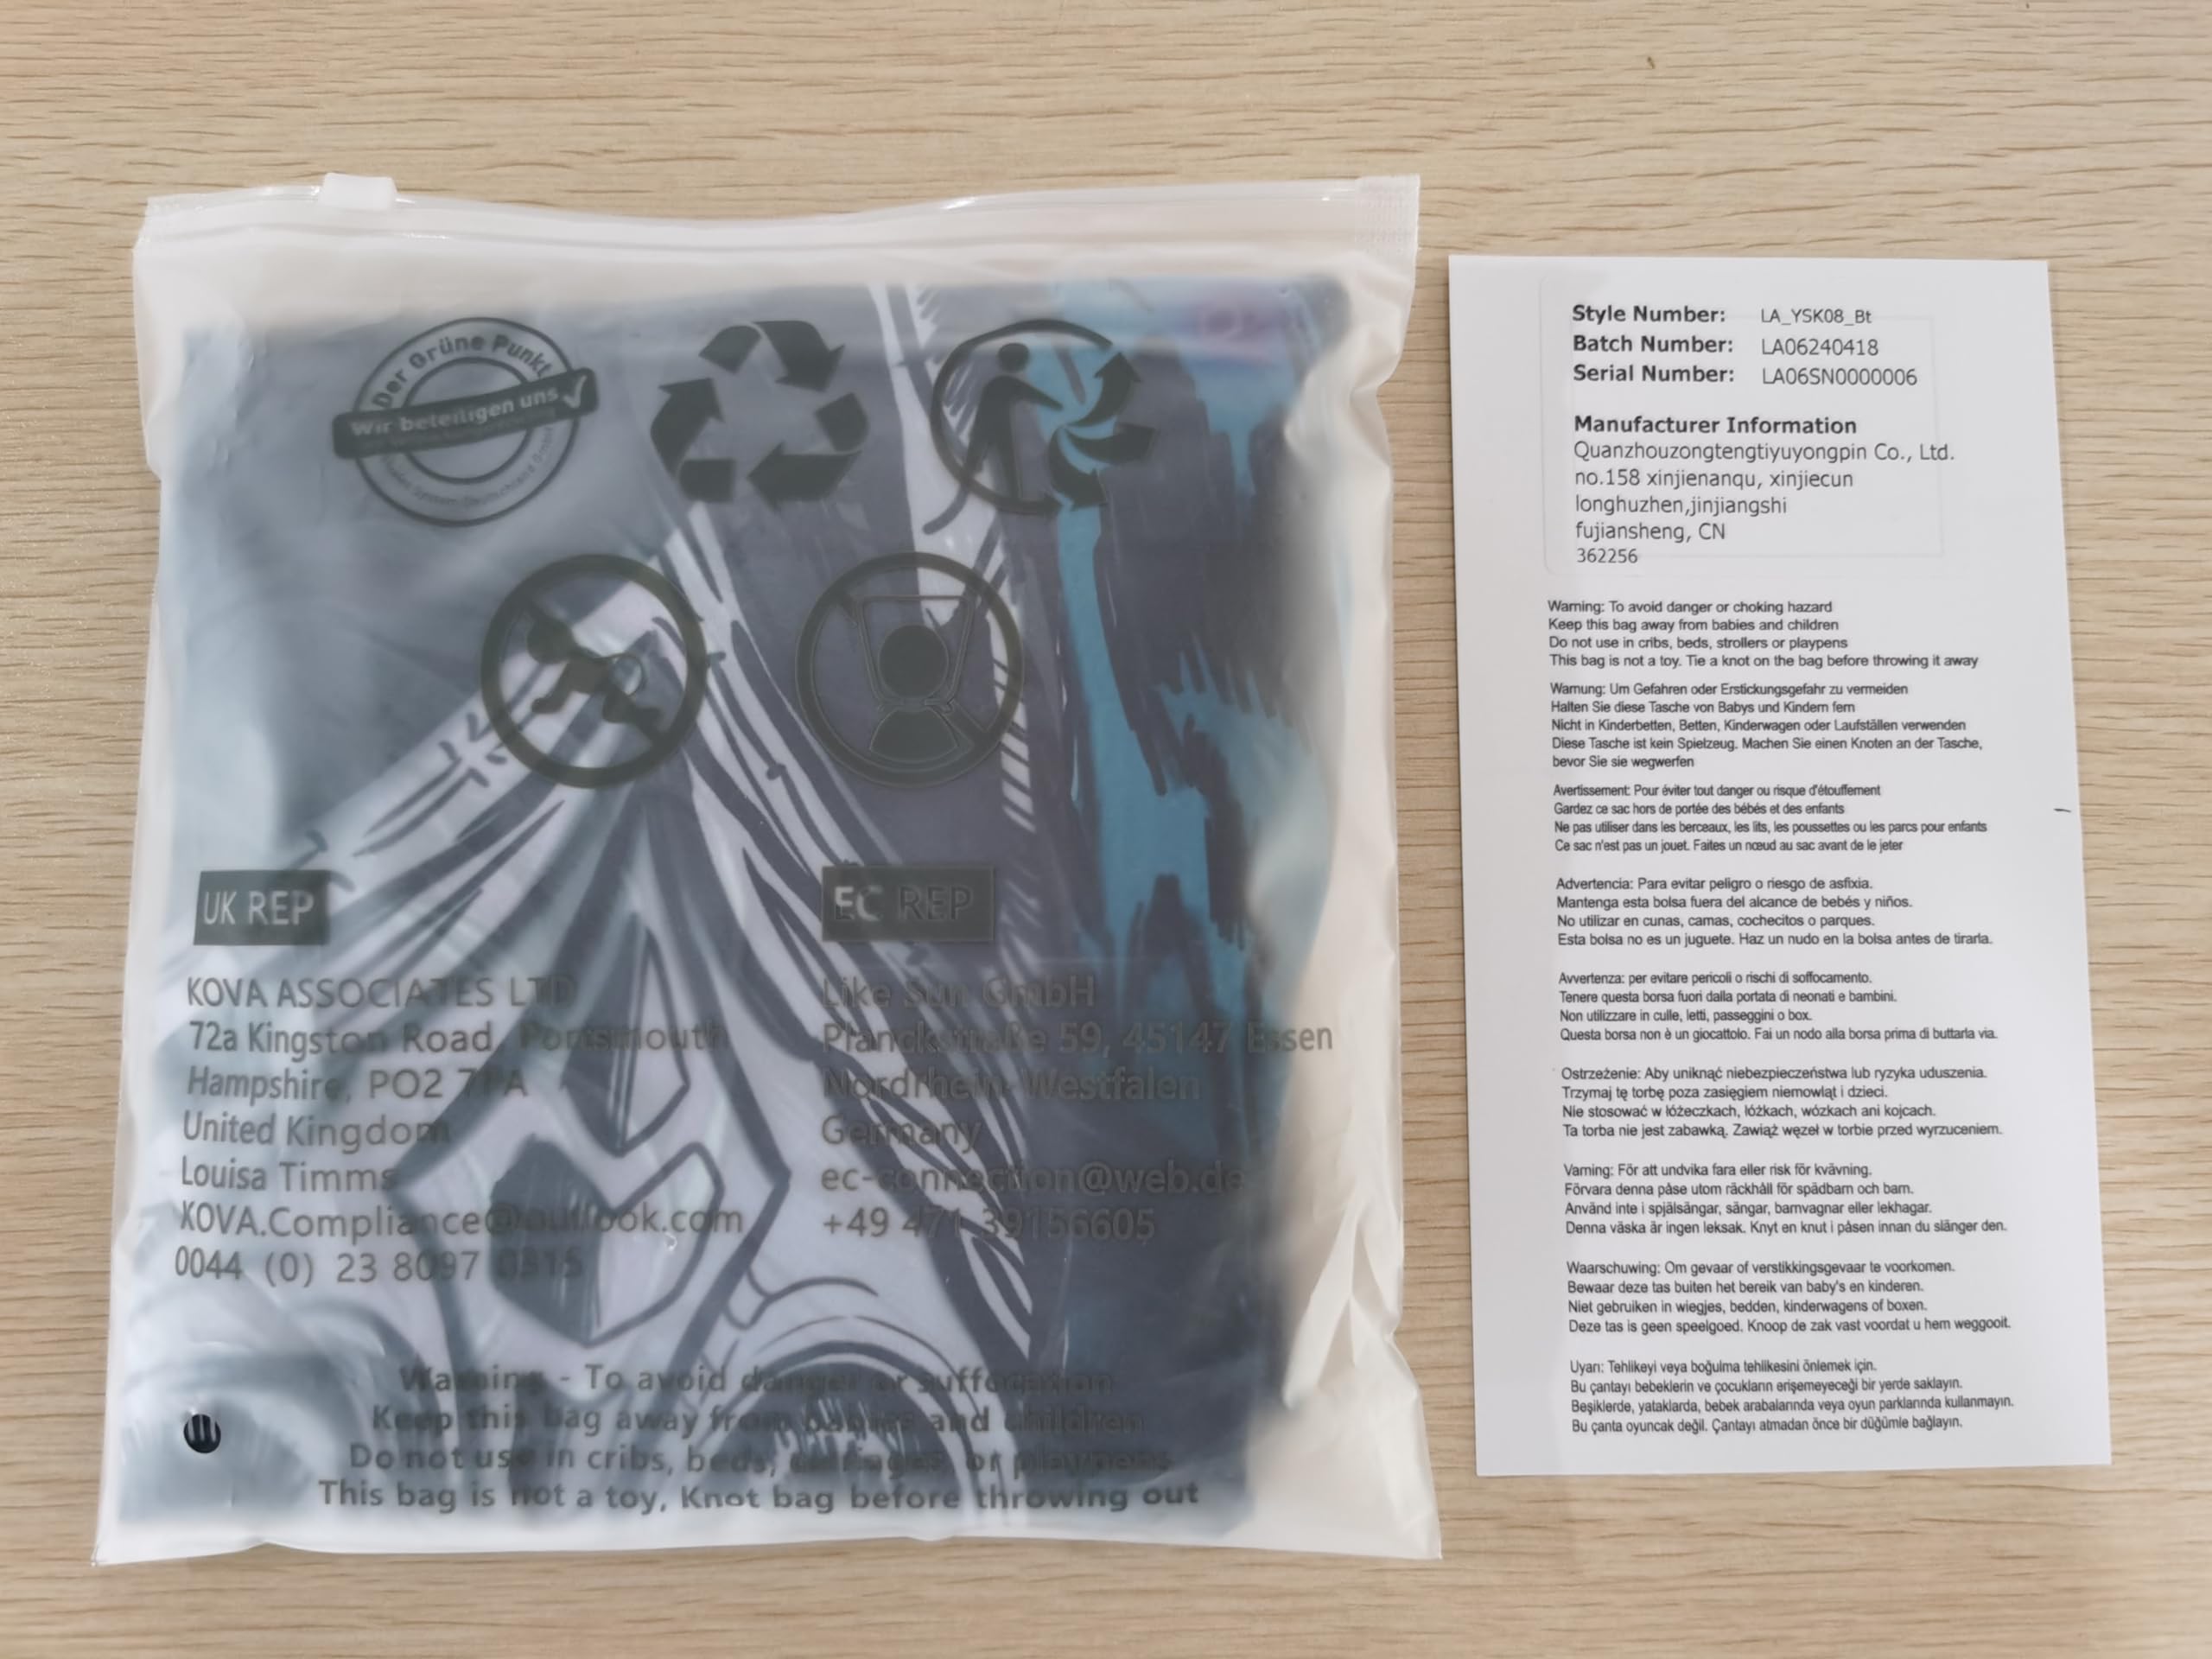 Der Grüne Punkt
Wir beteiligen uns
UK REP
KOVA ASSOCIATES LTD
72a Kingston Road, Portsmouth
Hampshire, PO2
United Kingdom
Louisa Timms
KOVA.Compliance@outlook.com
0044 (0) 23 8097 0315
EC REP
Like Sun GmbH
Planckstraße 59, 45147 Essen
Nordrhein-Westfalen
Germany
ec-connection@web.de
+49 471 39156605
Warning - To avoid danger or suffocation
Keep this bag away from babies and children
Do not use in cribs, beds, carriages or playpens
This bag is not a toy, Knot bag before throwing out
Style Number: LA_YSK08_Bt
Batch Number: LA06240418
Serial Number: LA06SN0000006
Manufacturer Information
Quanzhouzongtengtiyuyongpin Co., Ltd.
no.158 xinjienanqu, xinjiecun
longhuzhen,jinjiangshi
fujiansheng, CN
362256
Warning: To avoid danger or choking hazard
Keep this bag away from babies and children
Do not use in cribs, beds, strollers or playpens
This bag is not a toy. Tie a knot on the bag before throwing it away
Warnung: Um Gefahren oder Erstickungsgefahr zu vermeiden
Halten Sie diese Tasche von Babys und Kindern fern
Nicht in Kinderbetten, Betten, Kinderwagen oder Laufställen verwenden
Diese Tasche ist kein Spielzeug. Machen Sie einen Knoten an der Tasche,
bevor Sie sie wegwerfen
Avertissement: Pour éviter tout danger ou risque d'étouffement
Gardez ce sac hors de portée des bébés et des enfants
Ne pas utiliser dans les berceaux, les lits, les poussettes ou les parcs pour enfants
Ce sac n'est pas un jouet. Faites un nœud au sac avant de le jeter
Advertencia: Para evitar peligro o riesgo de asfixia.
Mantenga esta bolsa fuera del alcance de bebés y niños.
No utilizar en cunas, camas, cochecitos o parques.
Esta bolsa no es un juguete. Haz un nudo en la bolsa antes de tirarla.
Avvertenza: per evitare pericoli o rischi di soffocamento.
Tenere questa borsa fuori dalla portata di neonati e bambini.
Non utilizzare in culle, letti, passeggini o box.
Questa borsa non è un giocattolo. Fai un nodo alla borsa prima di buttarla via.
Ostrzeżenie: Aby uniknąć niebezpieczeństwa lub ryzyka uduszenia.
Trzymaj tę torbę poza zasięgiem niemowląt i dzieci.
Nie stosować w łóżeczkach, łóżkach, wózkach ani kojcach.
Ta torba nie jest zabawką. Zawiąż węzeł w torbie przed wyrzuceniem.
Varning: För att undvika fara eller risk för kvävning.
Förvara denna påse utom räckhåll för spädbarn och barn.
Använd inte i spjälsängar, sängar, barnvagnar eller lekhagar.
Denna väska är ingen leksak. Knyt en knut i påsen innan du slänger den.
Waarschuwing: Om gevaar of verstikkingsgevaar te voorkomen.
Bewaar deze tas buiten het bereik van baby's en kinderen.
Niet gebruiken in wiegjes, bedden, kinderwagens of boxen.
Deze tas is geen speelgoed. Knoop de zak vast voordat u hem weggooit.
Uyarı: Tehlikeyi veya boğulma tehlikesini önlemek için.
Bu çantayı bebeklerin ve çocukların erişemeyeceği bir yerde saklayın.
Beşiklerde, yataklarda, bebek arabalarında veya oyun parklarında kullanmayın.
Bu çanta oyuncak değil. Çantayı atmadan önce bir düğümle bağlayın.